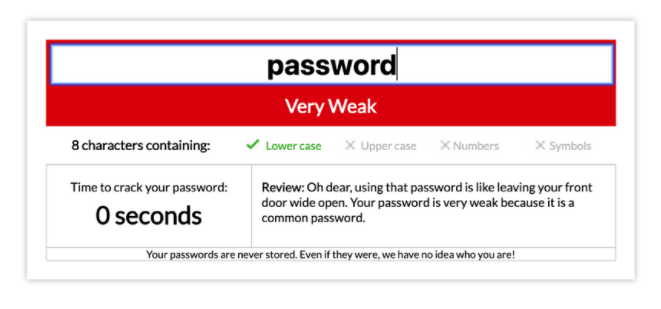 password
Very Weak
8 characters containing: Lower case Upper case Numbers Symbols
Time to crack your password:
0 seconds
Review: Oh dear, using that password is like leaving your front
door wide open. Your password is very weak because it is a
common password.
Your passwords are never stored. Even if they were, we have no idea who you are!